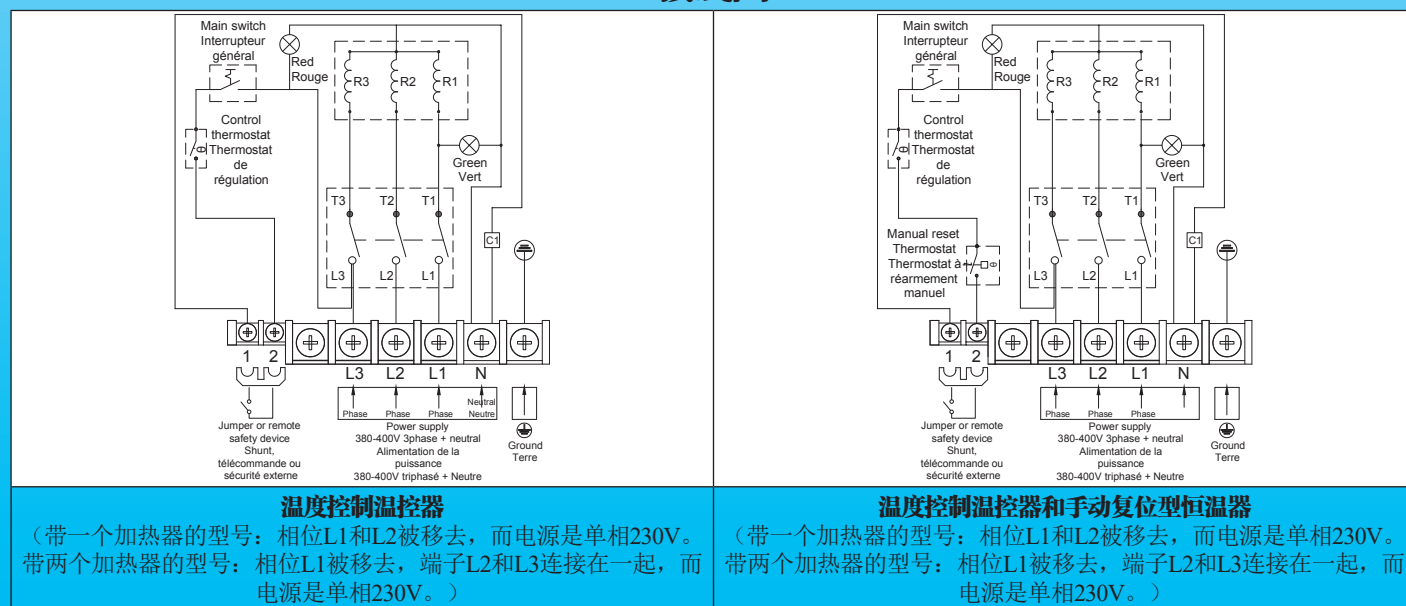 Main switch
Interrupteur
général
Red
Rouge
R3
R2
R1
Control
thermostat
Thermostat
de
régulation
θ
Green
Vert
T3
T2
T1
C1
L3
L2
L1
1
2
L3
L2
L1
N
Phase
Phase
Phase
Neutral
Neutre
Jumper or remote
safety device
Shunt,
télécommande ou
sécurité externe
Power supply
380-400V 3phase + neutral
Alimentation de la
puissance
380-400V triphasé + Neutre
Ground
Terre
温度控制温控器
（带一个加热器的型号：相位L1和L2被移去，而电源是单相230V。
带两个加热器的型号：相位L1被移去，端子L2和L3连接在一起，而
电源是单相230V。）
Main switch
Interrupteur
général
Red
Rouge
R3
R2
R1
Control
thermostat
Thermostat
de
régulation
θ
Green
Vert
T3
T2
T1
Manual reset
Thermostat
Thermostat à
réarmement
manuel
θ
C1
L3
L2
L1
1
2
L3
L2
L1
N
Phase
Phase
Phase
Jumper or remote
safety device
Shunt,
télécommande ou
sécurité externe
Power supply
380-400V 3phase + neutral
Alimentation de la
puissance
380-400V triphasé + Neutre
Ground
Terre
温度控制温控器和手动复位型恒温器
（带一个加热器的型号：相位L1和L2被移去，而电源是单相230V。
带两个加热器的型号：相位L1被移去，端子L2和L3连接在一起，而
电源是单相230V。）